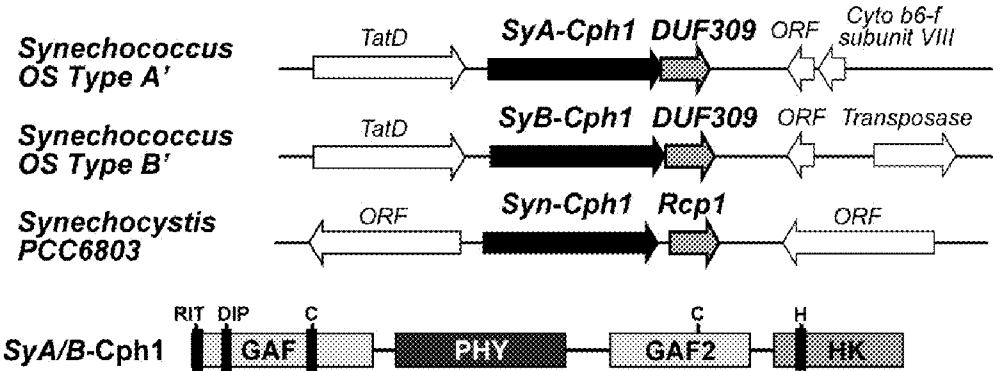 Synechococcus OS Type A’
TatD SyA-Cph1 DUF309 ORF Cyto b6-f subunit VIII
Synechococcus OS Type B’
TatD SyB-Cph1 DUF309 ORF Transposase
Synechocystis PCC6803
ORF Syn-Cph1 Rcp1 ORF
RIT DIP C C H
SyA/B-Cph1 GAF PHY GAF2 HK